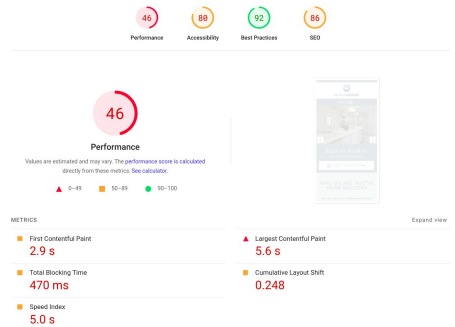 46
80
92
86
Performance
Accessibility
Best Practices
SEO
46
Performance
Values are estimated and may vary. The performance score is calculated
directly from these metrics. See calculator.
0–49
50–89
90–100
METRICS
Expand view
First Contentful Paint
2.9 s
Largest Contentful Paint
5.6 s
Total Blocking Time
470 ms
Cumulative Layout Shift
0.248
Speed Index
5.0 s